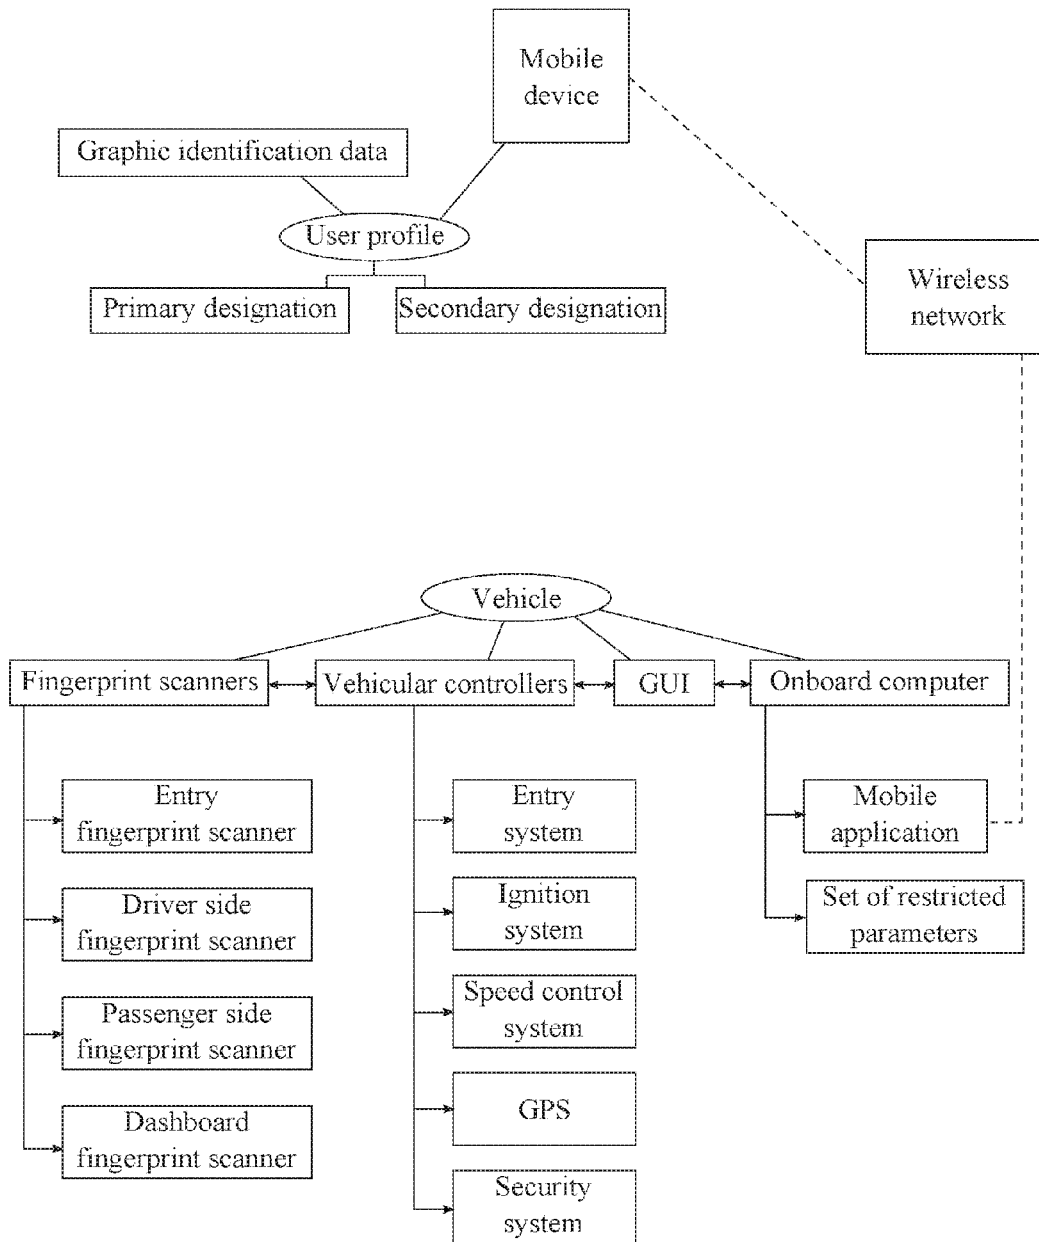 Mobile
device
Graphic identification data
User profile
Primary designation
Secondary designation
Wireless
network
Vehicle
Fingerprint scanners
Vehicular controllers
GUI
Onboard computer
Entry
fingerprint scanner
Driver side
fingerprint scanner
Passenger side
fingerprint scanner
Dashboard
fingerprint scanner
Entry
system
Ignition
system
Speed control
system
GPS
Security
system
Mobile
application
Set of restricted
parameters